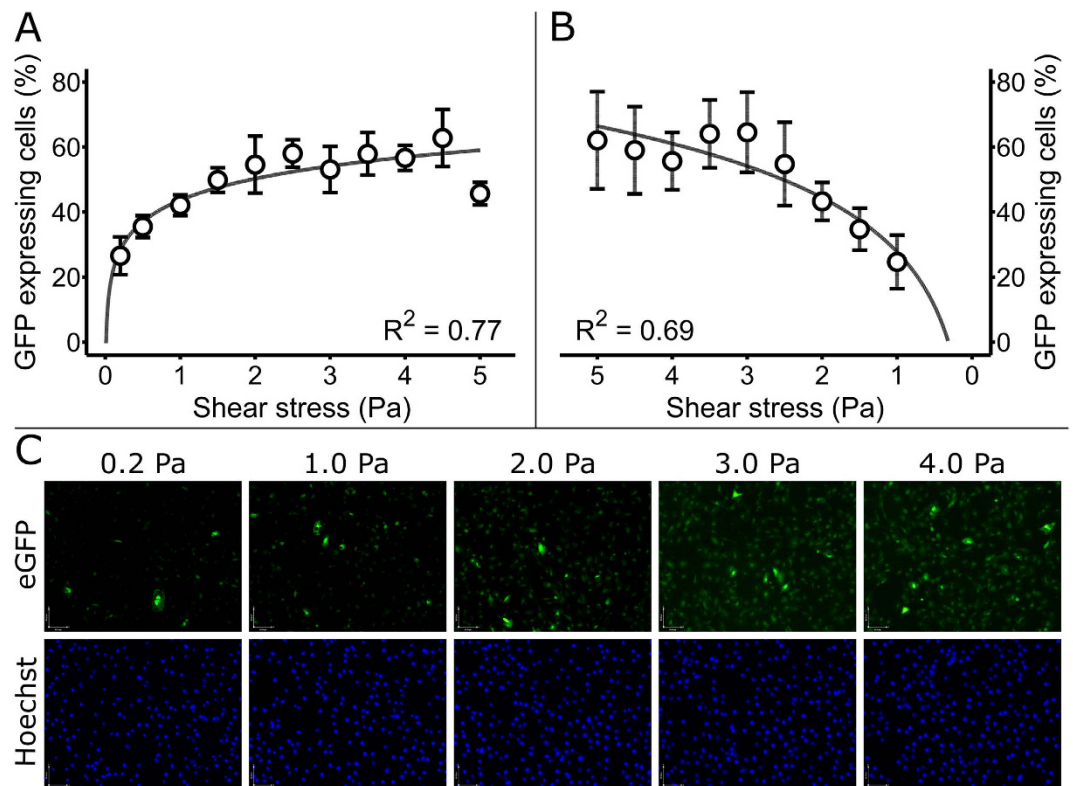 A
GFP expressing cells (%)
80
60
40
20
0
R² = 0.77
0 1 2 3 4 5
Shear stress (Pa)
B
GFP expressing cells (%)
80
60
40
20
0
R² = 0.69
5 4 3 2 1 0
Shear stress (Pa)
C
0.2 Pa 1.0 Pa 2.0 Pa 3.0 Pa 4.0 Pa
eGFP
Hoechst